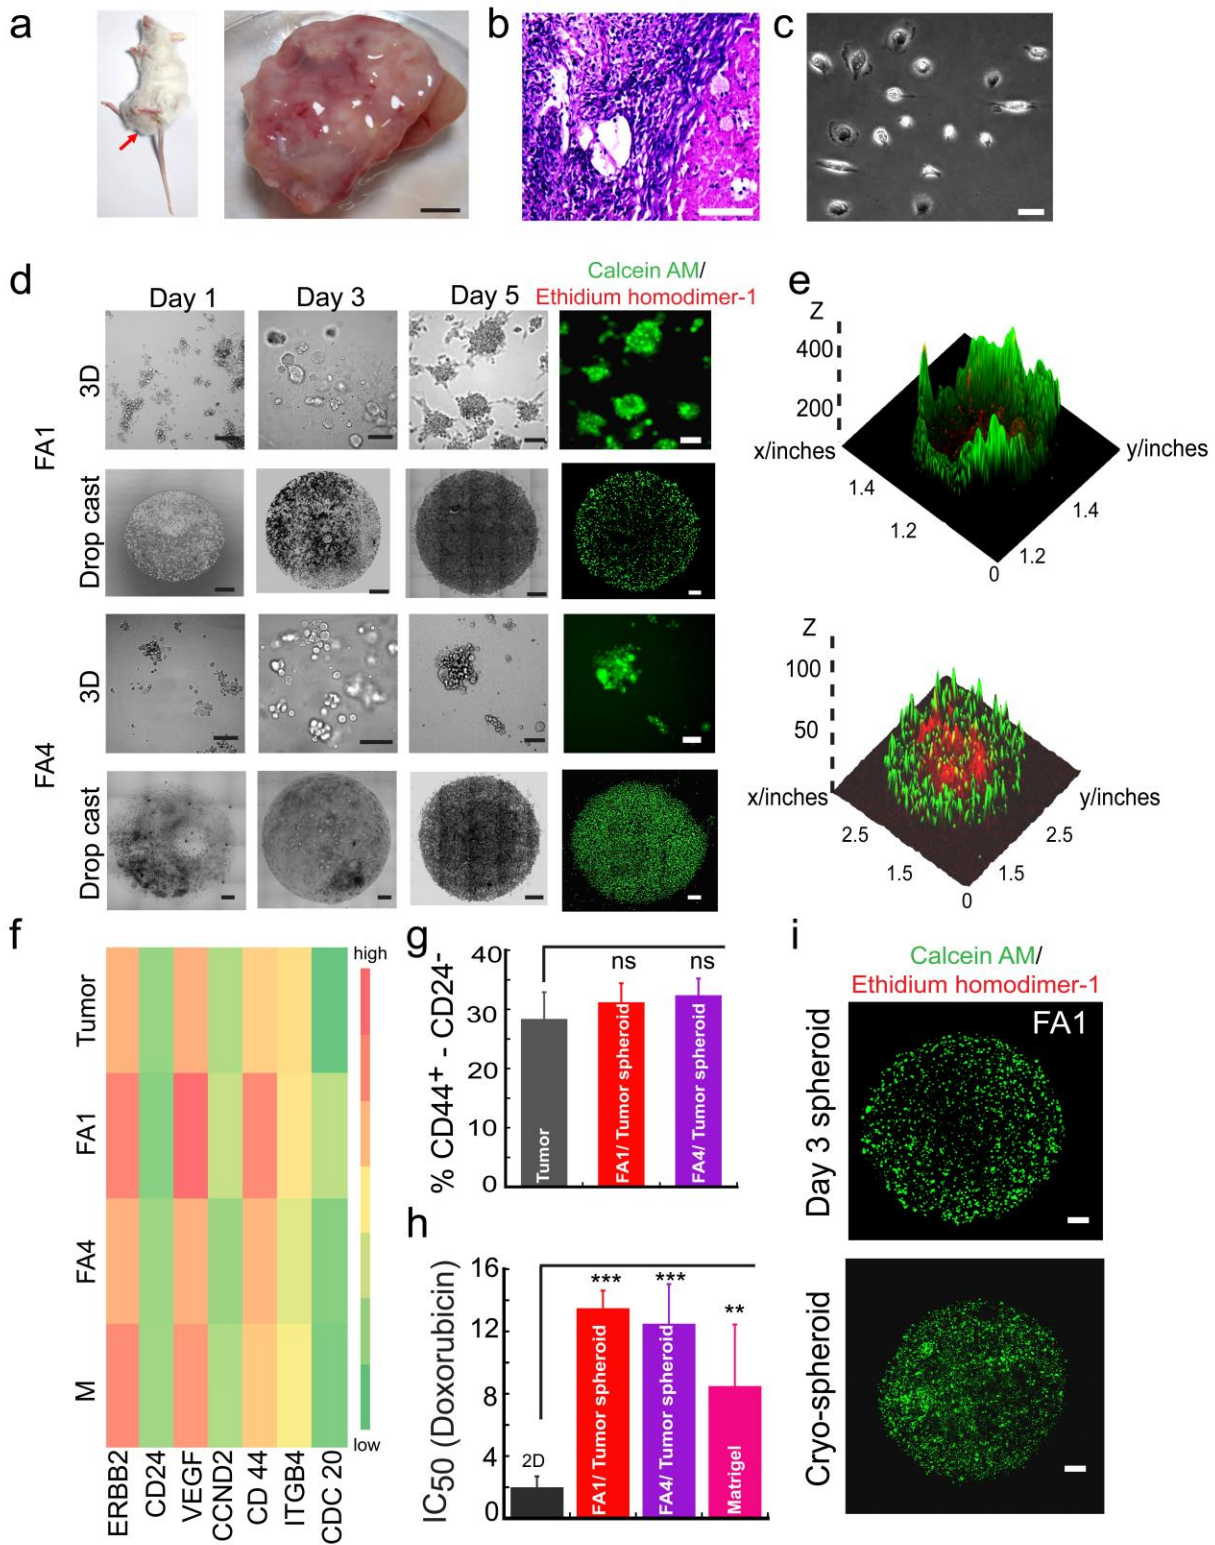 a
b
c
d
Calcein AM/
Ethidium homodimer-1
Day 1
Day 3
Day 5
FA1
3D
Drop cast
FA4
3D
Drop cast
e
Z
400
200
x/inches
y/inches
1.4
1.2
0
1.2
1.4
Z
100
50
x/inches
y/inches
2.5
1.5
0
1.5
2.5
f
Tumor
FA1
FA4
M
high
low
ERBB2
CD24
VEGF
CCND2
CD 44
ITGB4
CDC 20
g
% CD44+ - CD24-
40
30
20
10
0
ns
ns
Tumor
FA1/ Tumor spheroid
FA4/ Tumor spheroid
h
IC50 (Doxorubicin)
16
12
8
4
0
***
***
**
2D
FA1/ Tumor spheroid
FA4/ Tumor spheroid
Matrigel
i
Calcein AM/
Ethidium homodimer-1
FA1
Day 3 spheroid
Cryo-spheroid